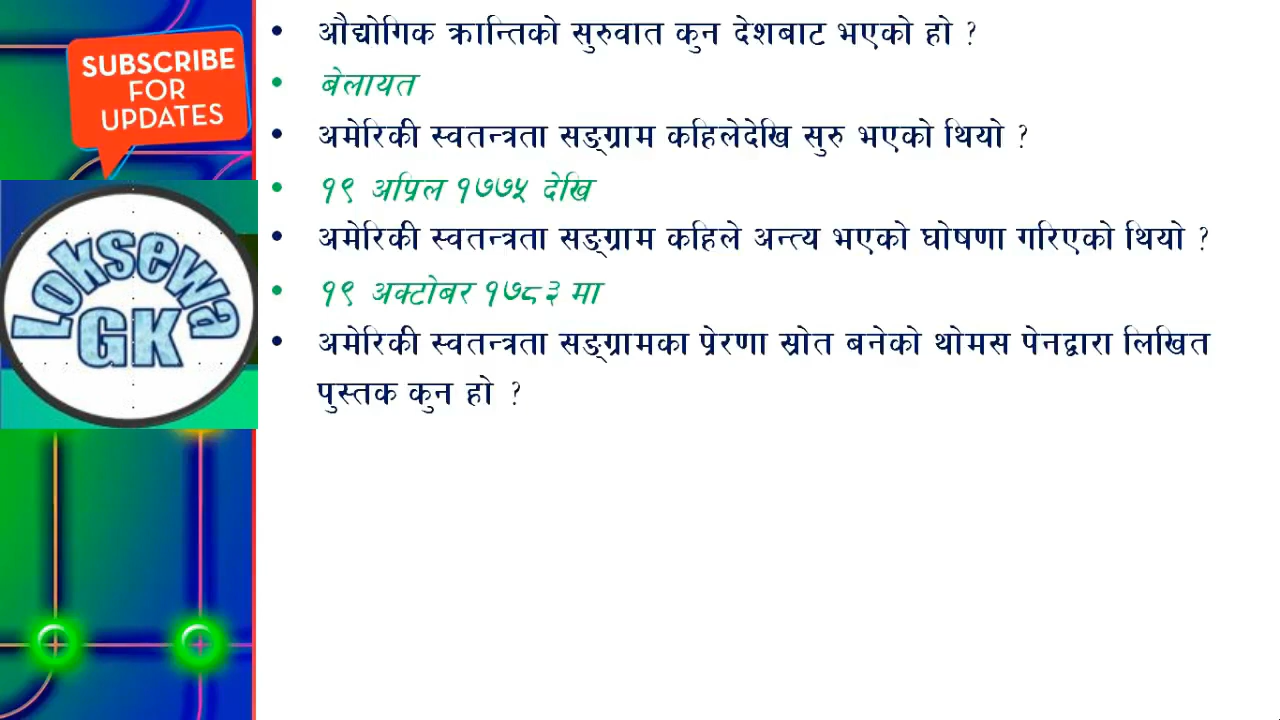 SUBSCRIBE
FOR
UPDATES
Loksewa
GK
• औद्योगिक क्रान्तिको सुरुवात कुन देशबाट भएको हो ?
• बेलायत
• अमेरिकी स्वतन्त्रता सङ्ग्राम कहिलेदेखि सुरु भएको थियो ?
• १९ अप्रिल १७७५ देखि
• अमेरिकी स्वतन्त्रता सङ्ग्राम कहिले अन्त्य भएको घोषणा गरिएको थियो ?
• १९ अक्टोबर १७८३ मा
• अमेरिकी स्वतन्त्रता सङ्ग्रामका प्रेरणा स्रोत बनेको थोमस पेनद्वारा लिखित
पुस्तक कुन हो ?